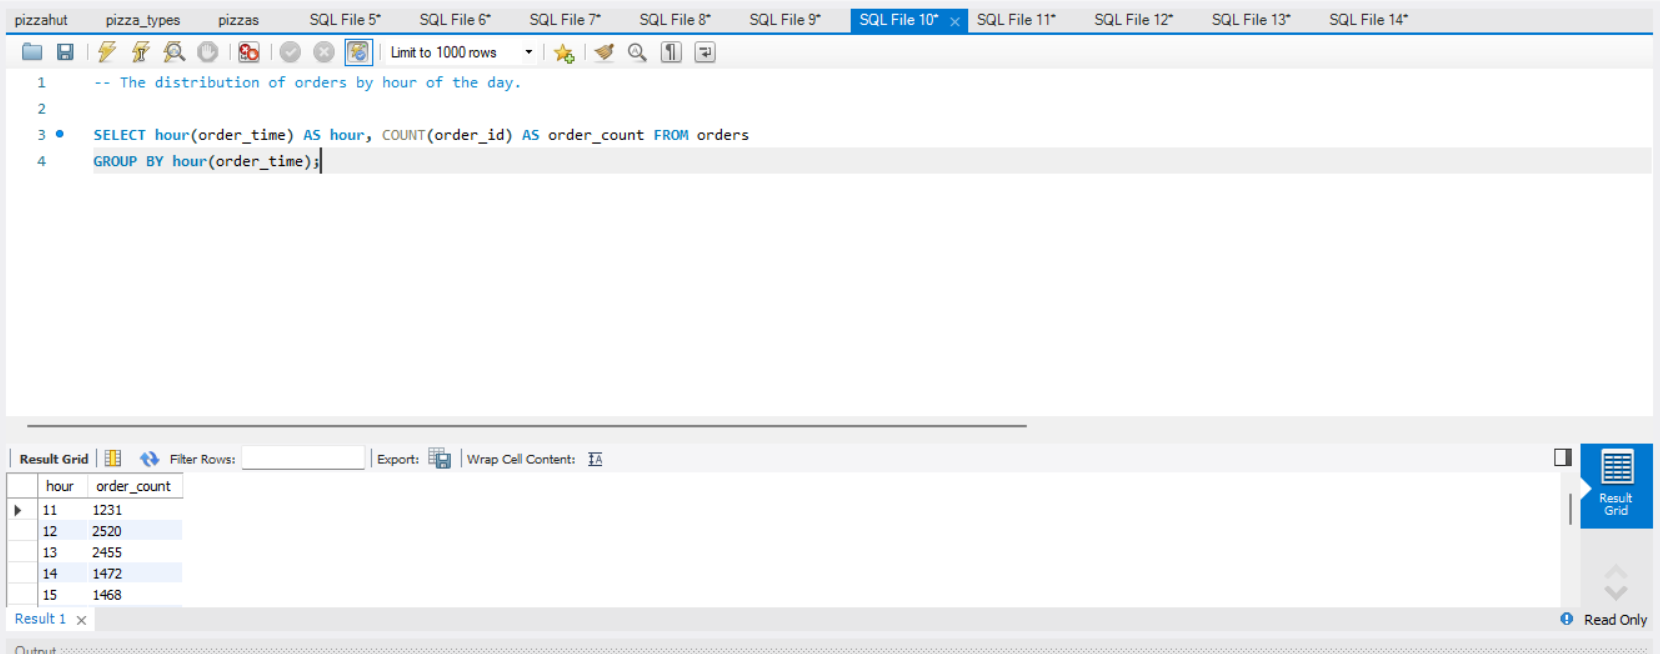 pizzahut pizza_types pizzas SQL File 5* SQL File 6* SQL File 7* SQL File 8* SQL File 9* SQL File 10* SQL File 11* SQL File 12* SQL File 13* SQL File 14*
Limit to 1000 rows
1 -- The distribution of orders by hour of the day.
2
3 SELECT hour(order_time) AS hour, COUNT(order_id) AS order_count FROM orders
4 GROUP BY hour(order_time);
Result Grid Filter Rows: Export: Wrap Cell Content:
Result Grid
hour order_count
11 1231
12 2520
13 2455
14 1472
15 1468
Result 1
Read Only
Output